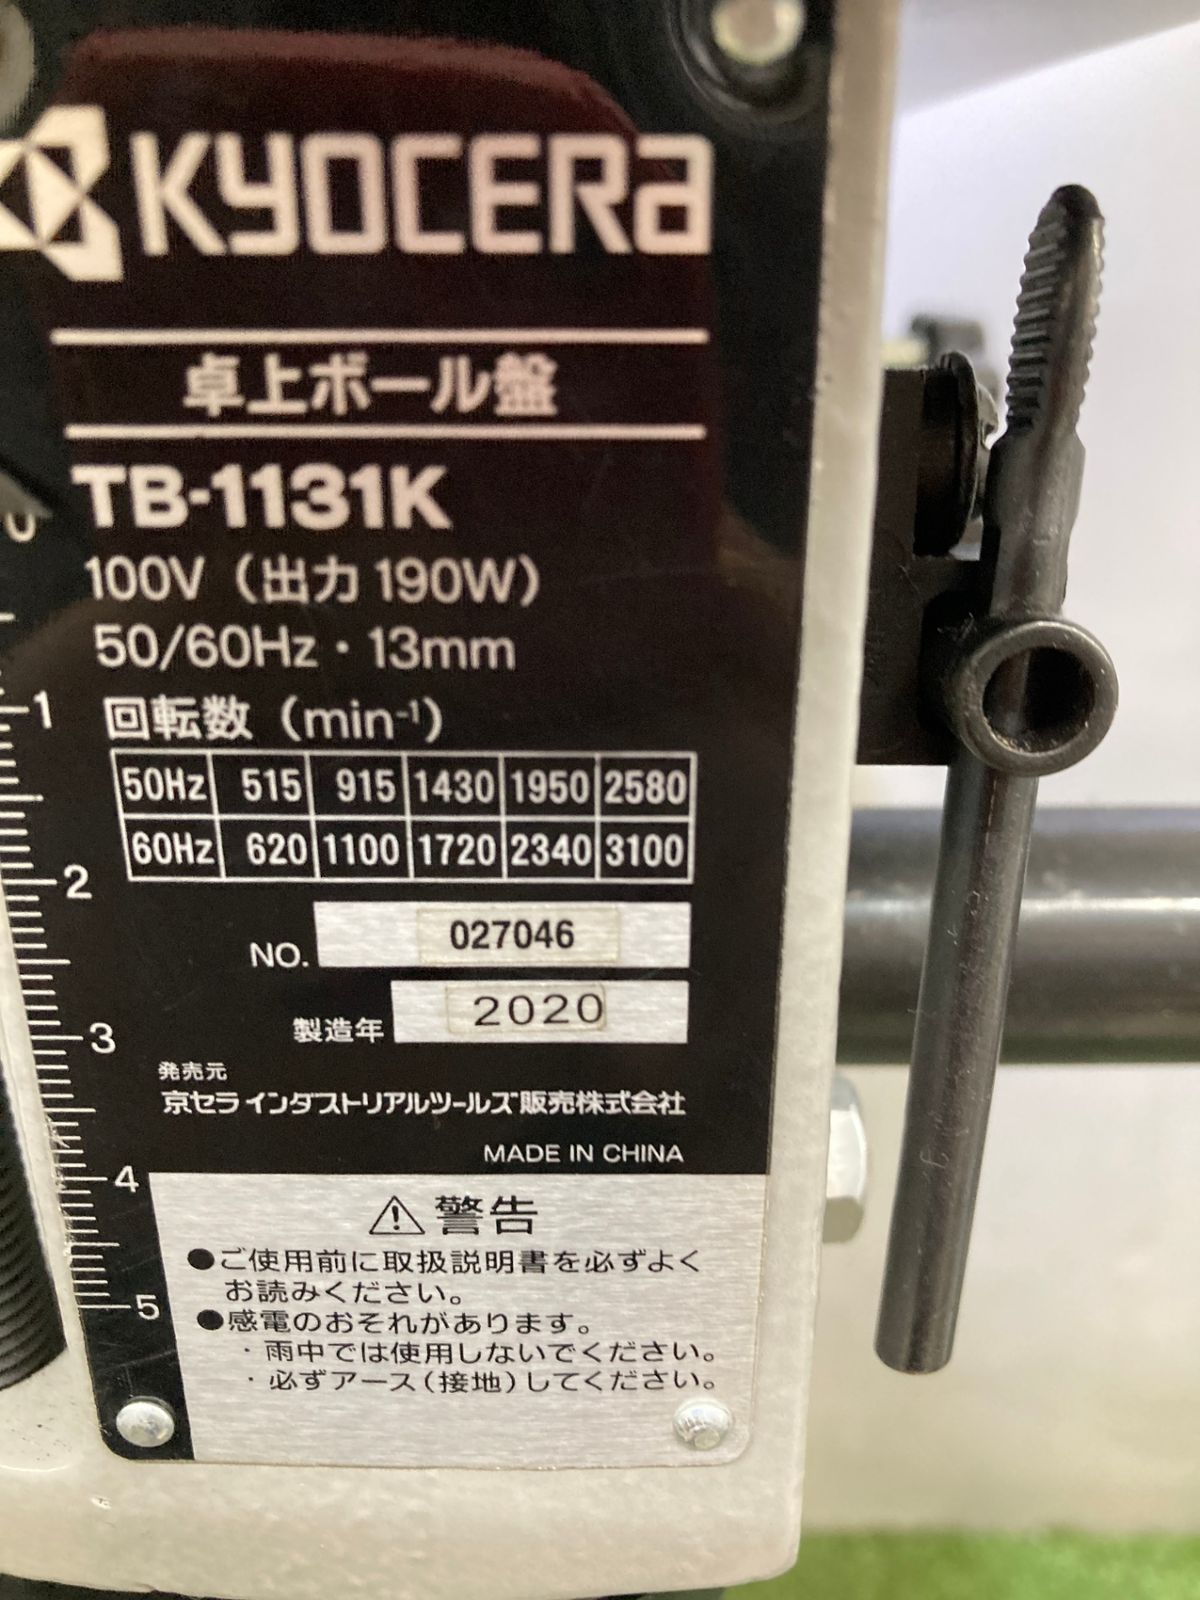 KYOCERA
卓上ボール盤
TB-1131K
100V（出力 190W）
50/60Hz・13mm
回転数（min-1）
50Hz 515 915 1430 1950 2580
60Hz 620 1100 1720 2340 3100
NO. 027046
製造年 2020
発売元
京セラ インダストリアルツールズ販売株式会社
MADE IN CHINA
⚠ 警告
●ご使用前に取扱説明書を必ずよく
お読みください。
●感電のおそれがあります。
・雨中では使用しないでください。
・必ずアース（接地）してください。
0
1
2
3
4
5